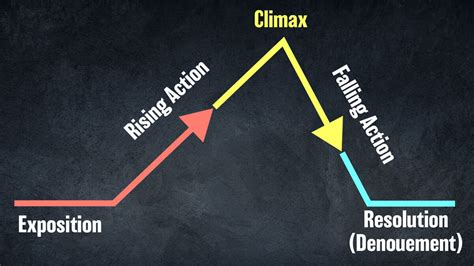 Climax
Rising Action
Falling Action
Exposition
Resolution
(Denouement)